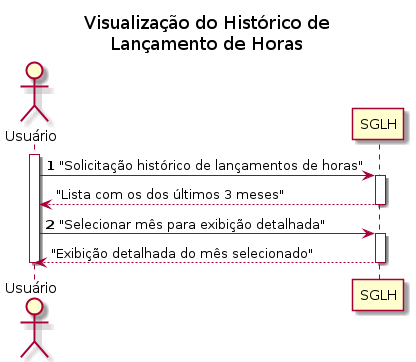 Visualização do Histórico de
Lançamento de Horas
Usuário
SGLH
1 "Solicitação histórico de lançamentos de horas"
"Lista com os dos últimos 3 meses"
2 "Selecionar mês para exibição detalhada"
"Exibição detalhada do mês selecionado"
Usuário
SGLH